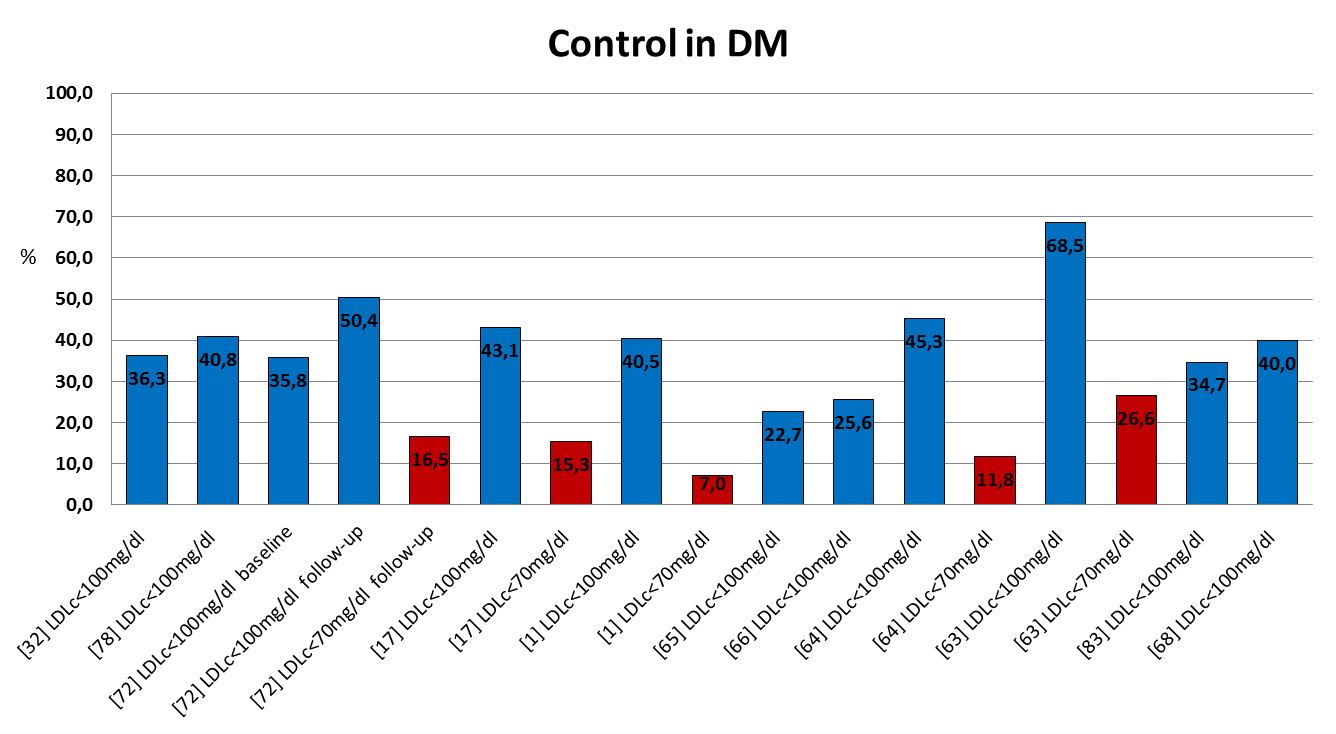 Control in DM
100,0
90,0
80,0
70,0
% 60,0
50,0
40,0
30,0
20,0
10,0
0,0
36,3
40,8
35,8
50,4
16,5
43,1
15,3
40,5
7,0
22,7
25,6
45,3
11,8
68,5
26,6
34,7
40,0
[32] LDLc<100mg/dl
[78] LDLc<100mg/dl
[72] LDLc<100mg/dl baseline
[72] LDLc<100mg/dl follow-up
[72] LDLc<70mg/dl follow-up
[17] LDLc<100mg/dl
[17] LDLc<70mg/dl
[1] LDLc<100mg/dl
[1] LDLc<70mg/dl
[65] LDLc<100mg/dl
[66] LDLc<100mg/dl
[64] LDLc<100mg/dl
[64] LDLc<70mg/dl
[63] LDLc<100mg/dl
[63] LDLc<70mg/dl
[83] LDLc<100mg/dl
[68] LDLc<100mg/dl